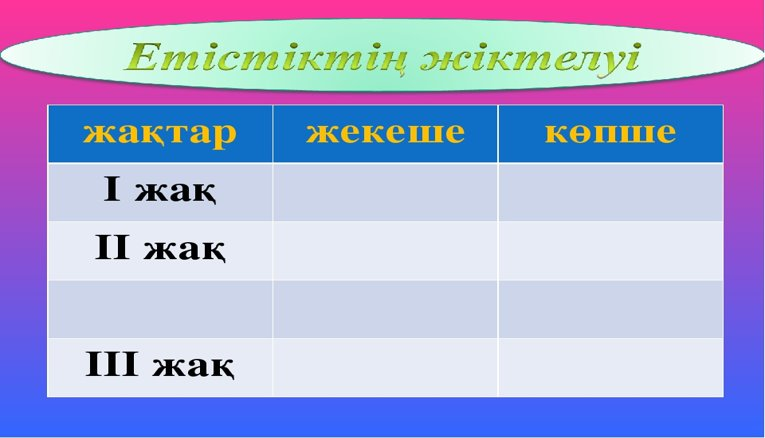 Етістіктің жіктелуі
жақтар жекеше көпше
І жақ
ІІ жақ
ІІІ жақ